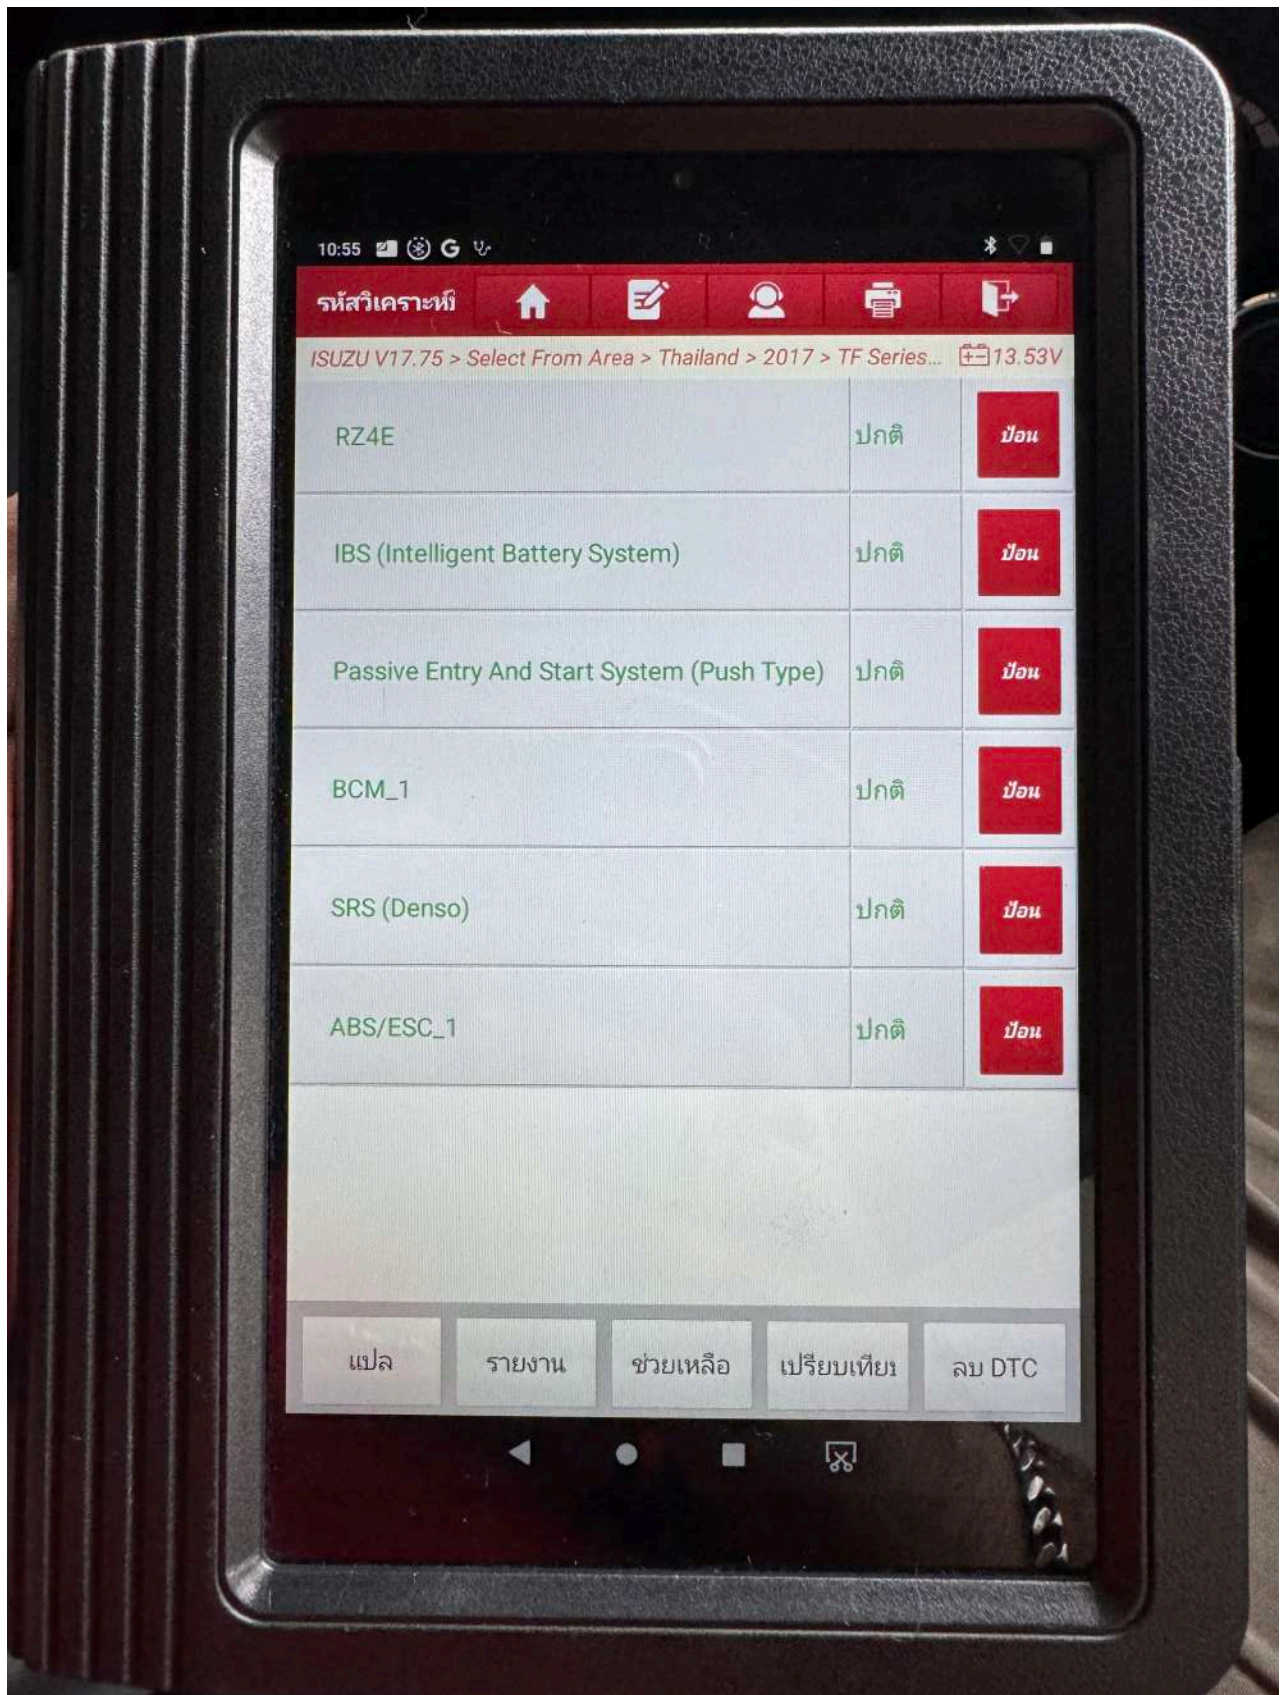 10:55
รหัสวิเคราะห์
ISUZU V17.75 > Select From Area > Thailand > 2017 > TF Series... 13.53V
RZ4E ปกติ ป้อน
IBS (Intelligent Battery System) ปกติ ป้อน
Passive Entry And Start System (Push Type) ปกติ ป้อน
BCM_1 ปกติ ป้อน
SRS (Denso) ปกติ ป้อน
ABS/ESC_1 ปกติ ป้อน
แปล รายงาน ช่วยเหลือ เปรียบเทียบ ลบ DTC